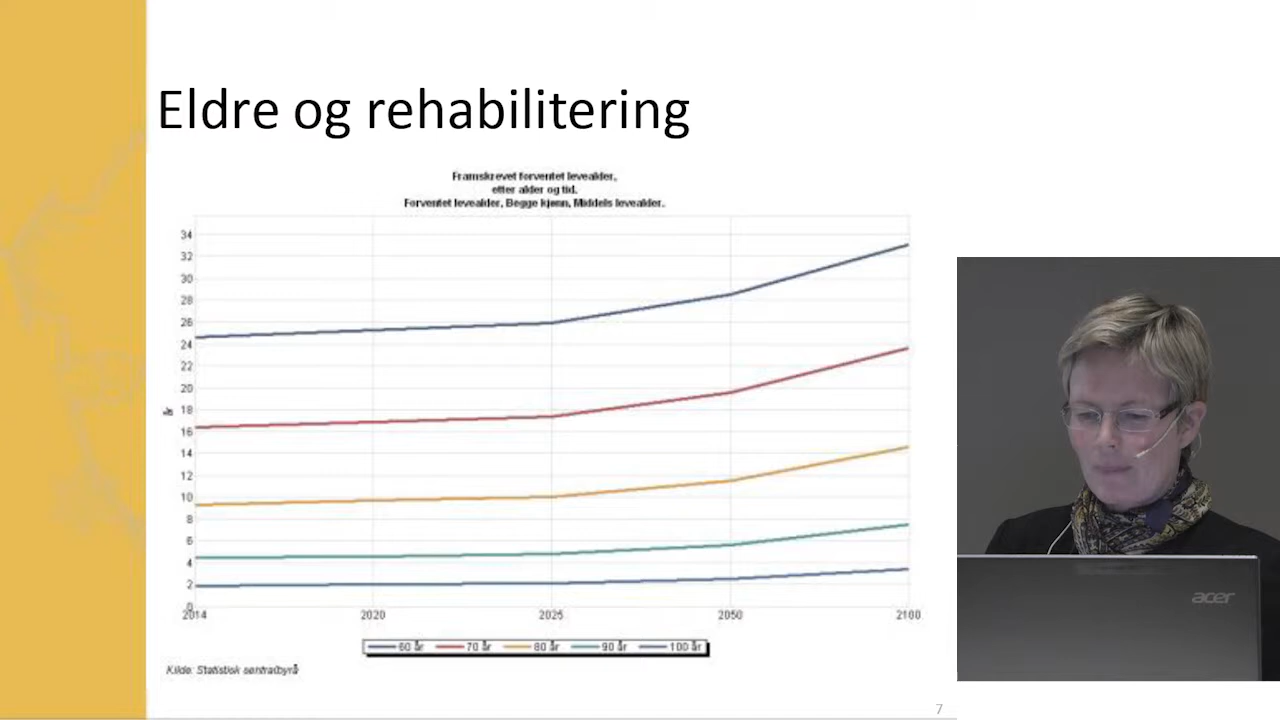 Eldre og rehabilitering
Framskrevet forventet levealder,
etter alder og tid.
Forventet levealder, Begge kjønn, Middels levealder.
34
32
30
28
26
24
22
20
18
16
14
12
10
8
6
4
2
0
år
2014 2020 2025 2050 2100
60 år 70 år 80 år 90 år 100 år
Kilde: Statistisk sentralbyrå
7
acer